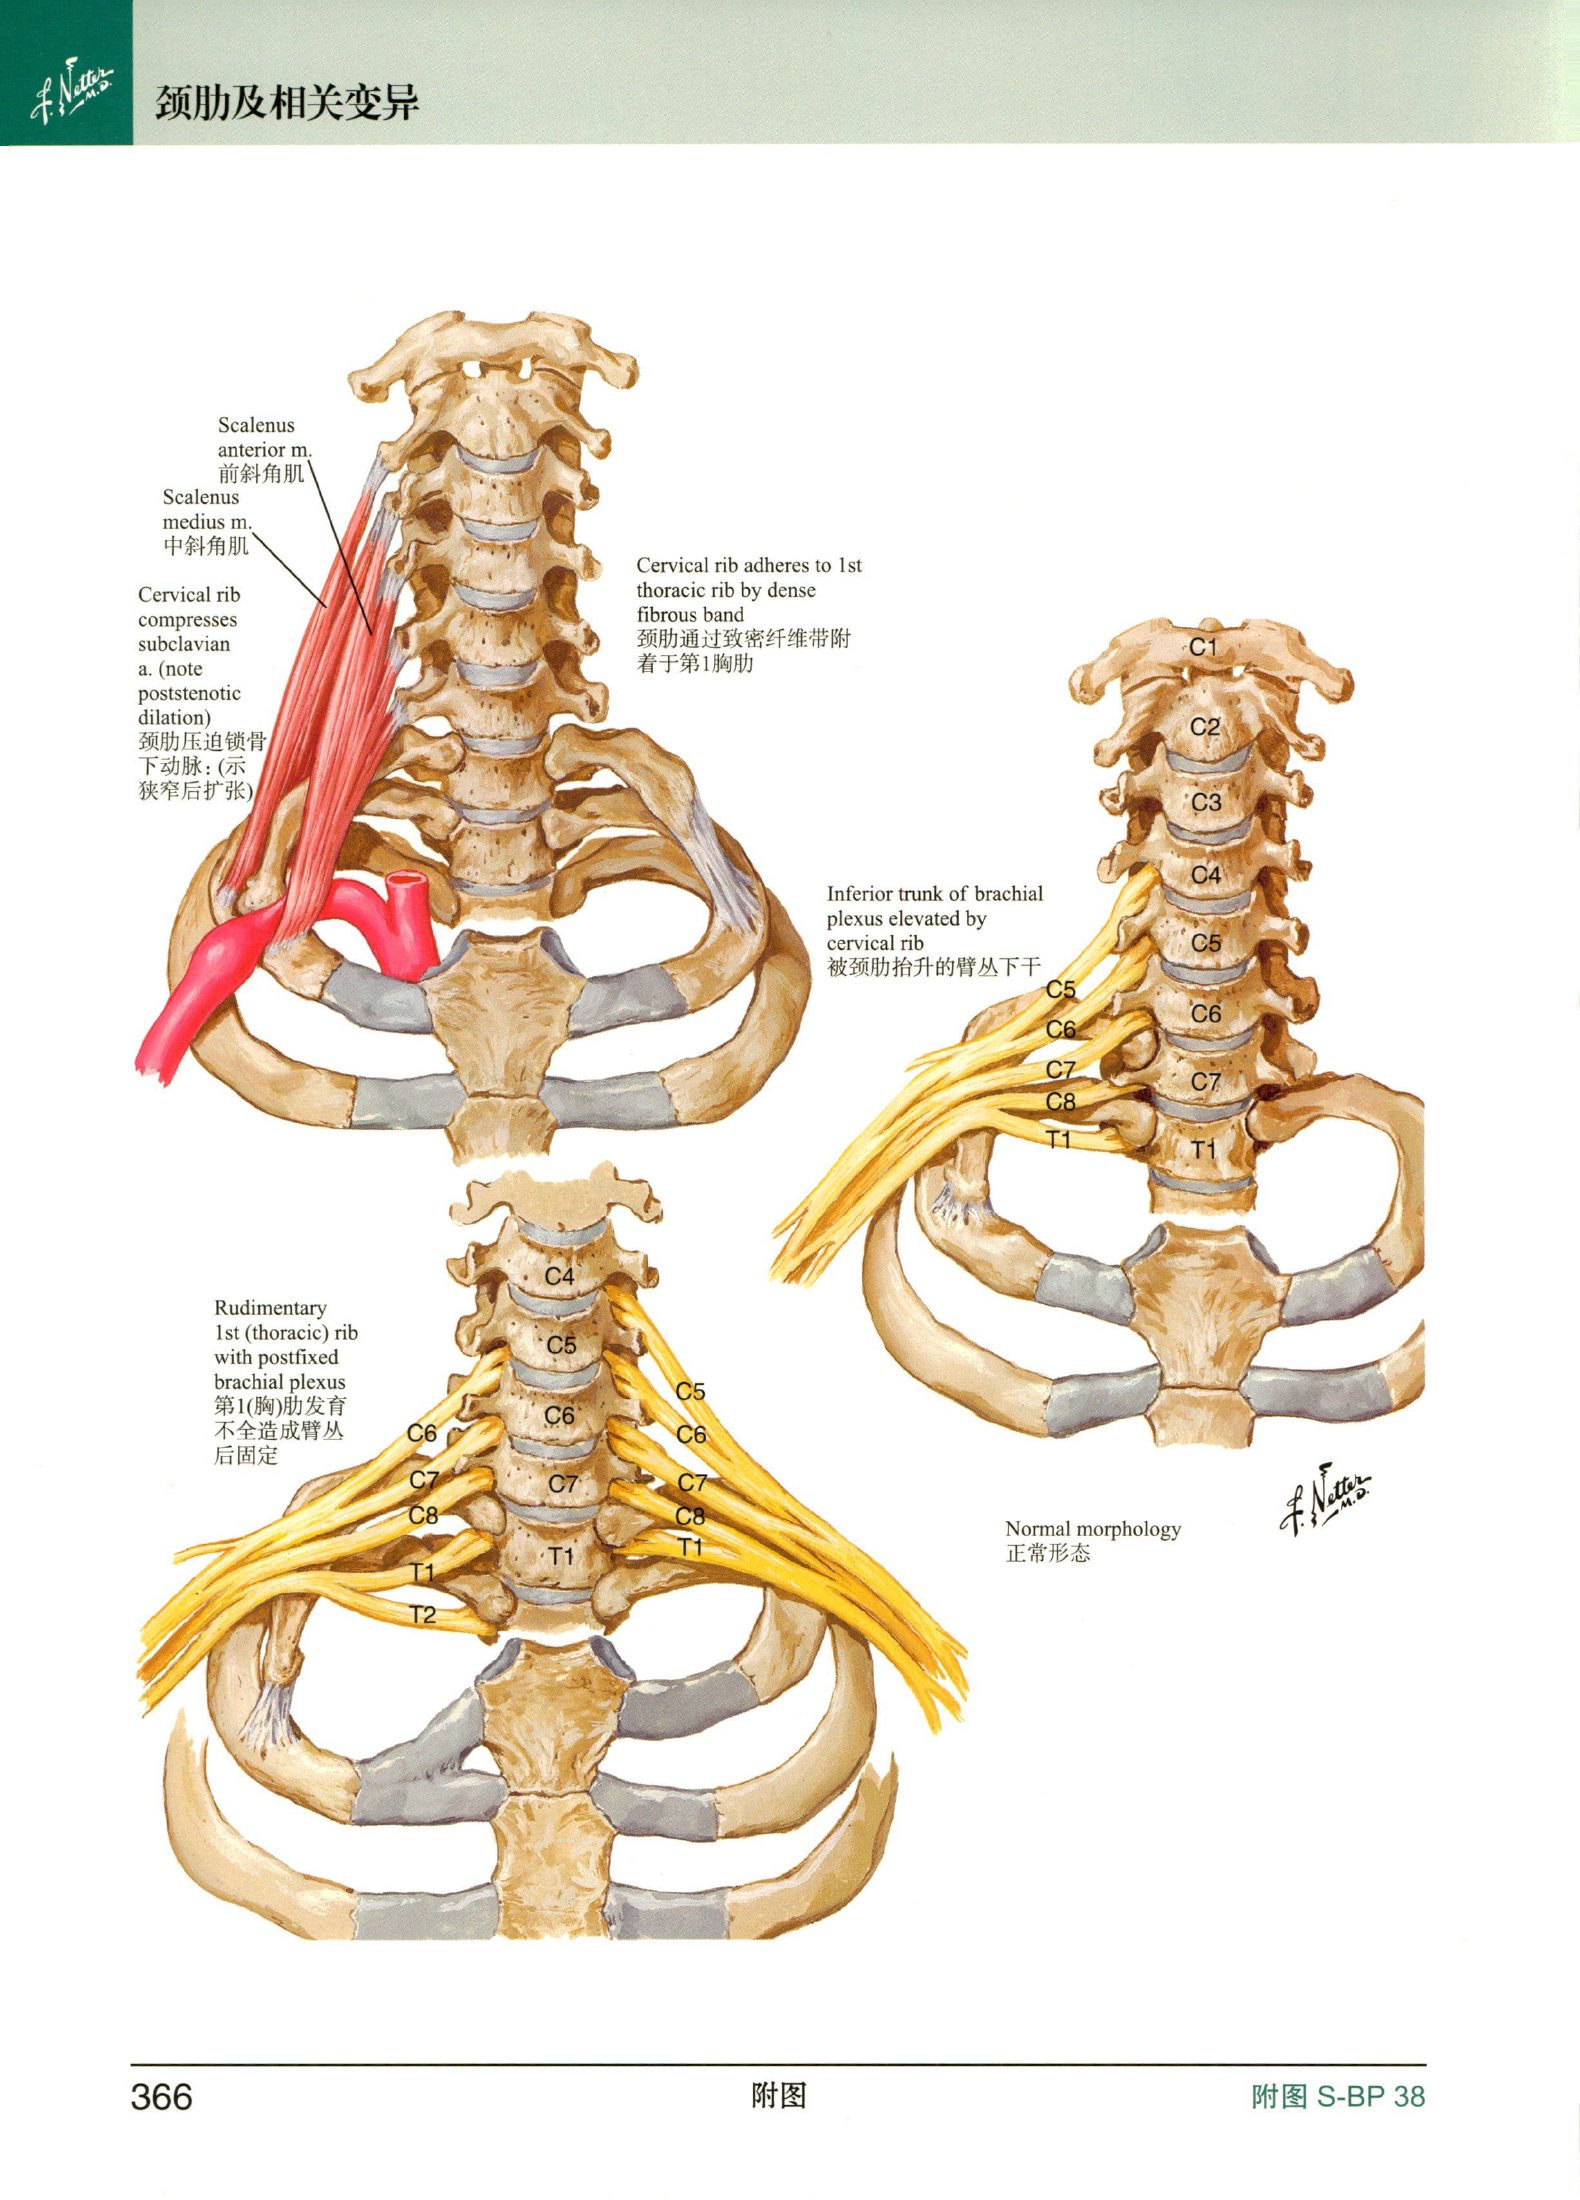 F. Netter M.D.
颈肋及相关变异
Scalenus
anterior m.
前斜角肌
Scalenus
medius m.
中斜角肌
Cervical rib
compresses
subclavian
a. (note
poststenotic
dilation)
颈肋压迫锁骨
下动脉：(示
狭窄后扩张)
Cervical rib adheres to 1st
thoracic rib by dense
fibrous band
颈肋通过致密纤维带附
着于第1胸肋
Inferior trunk of brachial
plexus elevated by
cervical rib
被颈肋抬升的臂丛下干
C1
C2
C3
C4
C5
C6
C7
T1
C5
C6
C7
C8
T1
Rudimentary
1st (thoracic) rib
with postfixed
brachial plexus
第1(胸)肋发育
不全造成臂丛
后固定
C4
C5
C6
C7
T1
C6
C7
C8
T1
T2
C5
C6
C7
C8
T1
Normal morphology
正常形态
F. Netter M.D.
366
附图
附图 S-BP 38